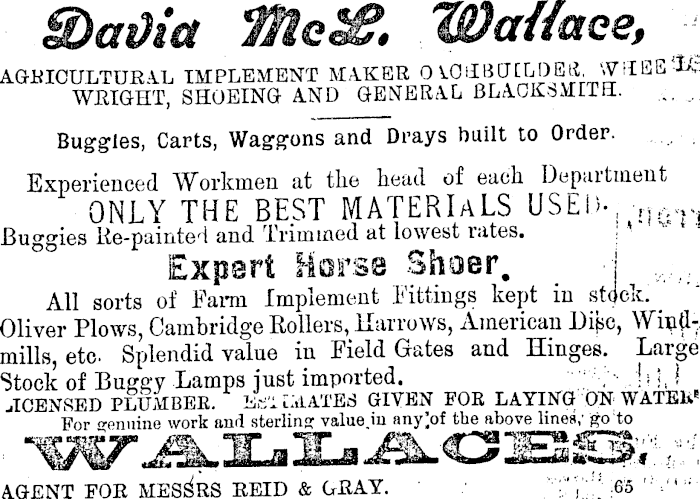 David McL. Wallace,
AGRICULTURAL IMPLEMENT MAKER COACHBUILDER, WHEEL
WRIGHT, SHOEING AND GENERAL BLACKSMITH.
Buggies, Carts, Waggons and Drays built to Order.
Experienced Workmen at the head of each Department
ONLY THE BEST MATERIALS USED.
Buggies Re-painted and Trimmed at lowest rates.
Expert Horse Shoer.
All sorts of Farm Implement Fittings kept in stock.
Oliver Plows, Cambridge Rollers, Harrows, American Disc, Wind-
mills, etc. Splendid value in Field Gates and Hinges. Large
Stock of Buggy Lamps just imported.
LICENSED PLUMBER. ESTIMATES GIVEN FOR LAYING ON WATER
For genuine work and sterling value in any of the above lines, go to
WALLACES,
AGENT FOR MESSRS REID & GRAY. 65